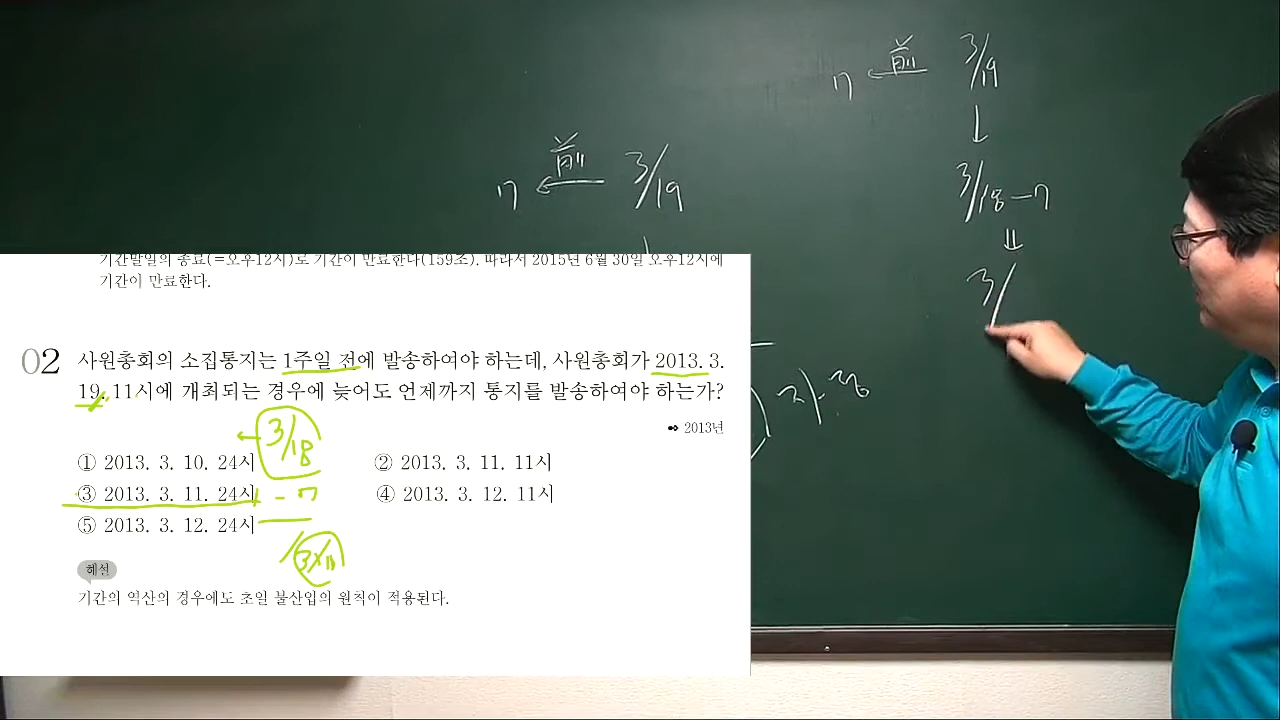 7 ← 前 3/19
↓
3/18-7
⇓
3/
7 ← 前 3/19
기간말일의 종료(=오후12시)로 기간이 만료한다(159조). 따라서 2015년 6월 30일 오후12시에
기간이 만료한다.
02 사원총회의 소집통지는 1주일 전에 발송하여야 하는데, 사원총회가 2013. 3.
19. 11시에 개최되는 경우에 늦어도 언제까지 통지를 발송하여야 하는가?
➻ 2013년
① 2013. 3. 10. 24시
② 2013. 3. 11. 11시
③ 2013. 3. 11. 24시
④ 2013. 3. 12. 11시
⑤ 2013. 3. 12. 24시
3/18
- 7
3/11
해설
기간의 역산의 경우에도 초일 불산입의 원칙이 적용된다.